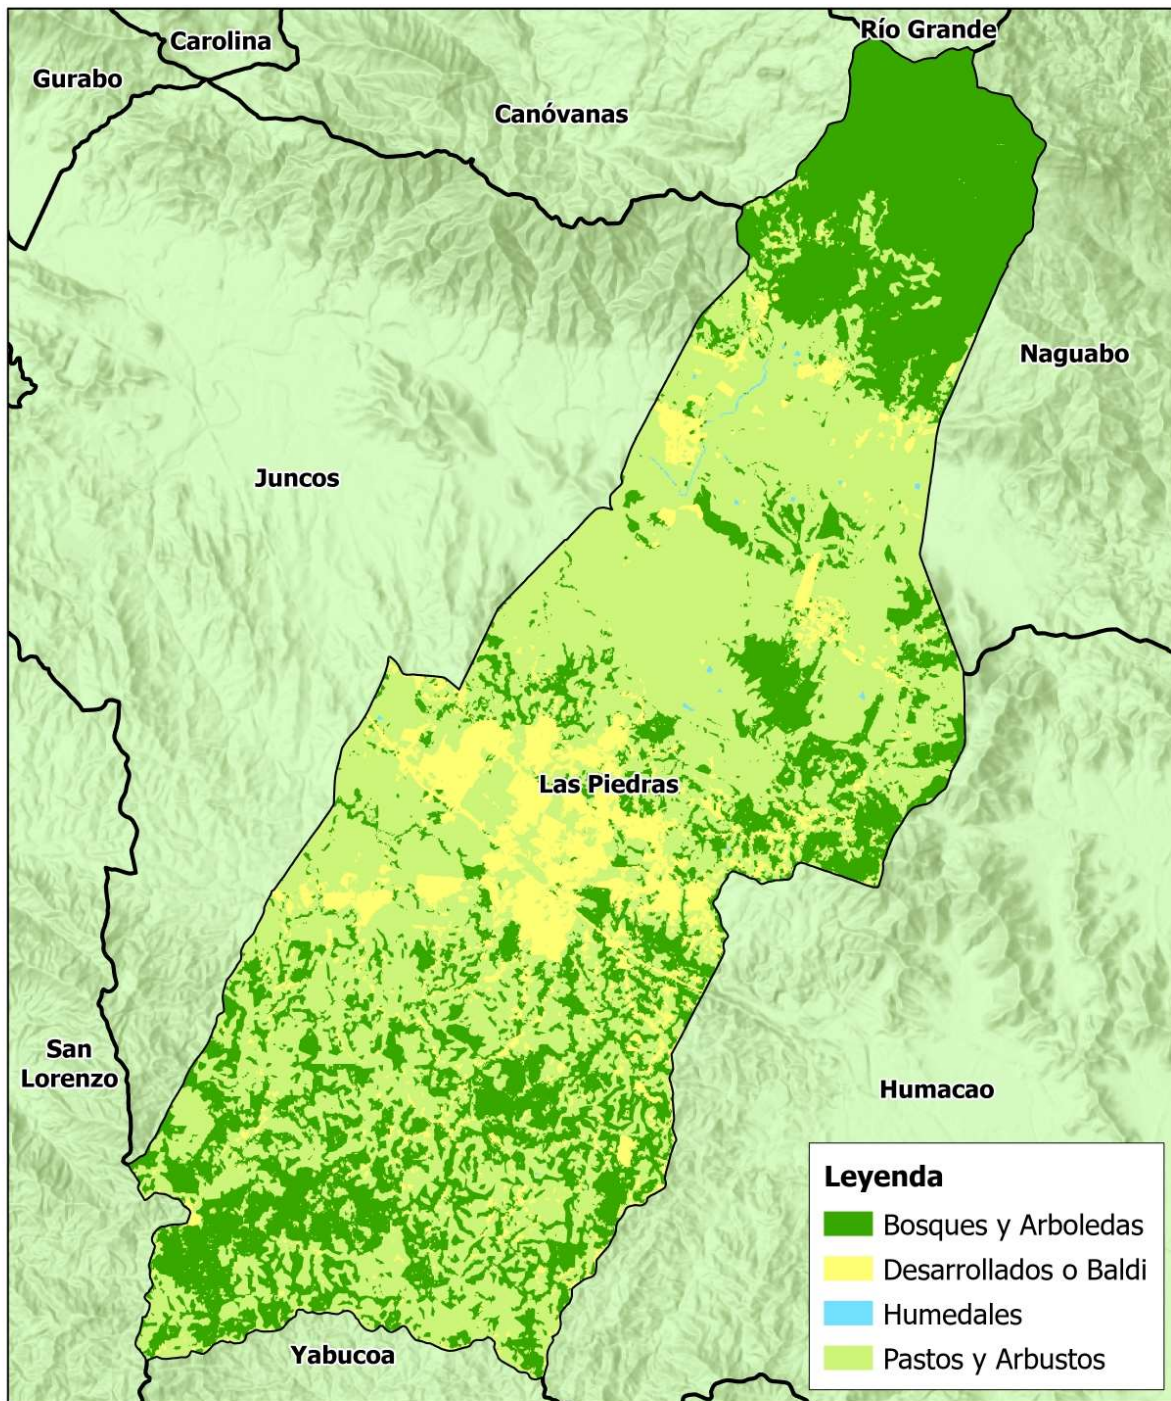 Carolina
Río Grande
Gurabo
Canóvanas
Naguabo
Juncos
Las Piedras
San
Lorenzo
Humacao
Yabucoa
Leyenda
Bosques y Arboledas
Desarrollados o Baldi
Humedales
Pastos y Arbustos